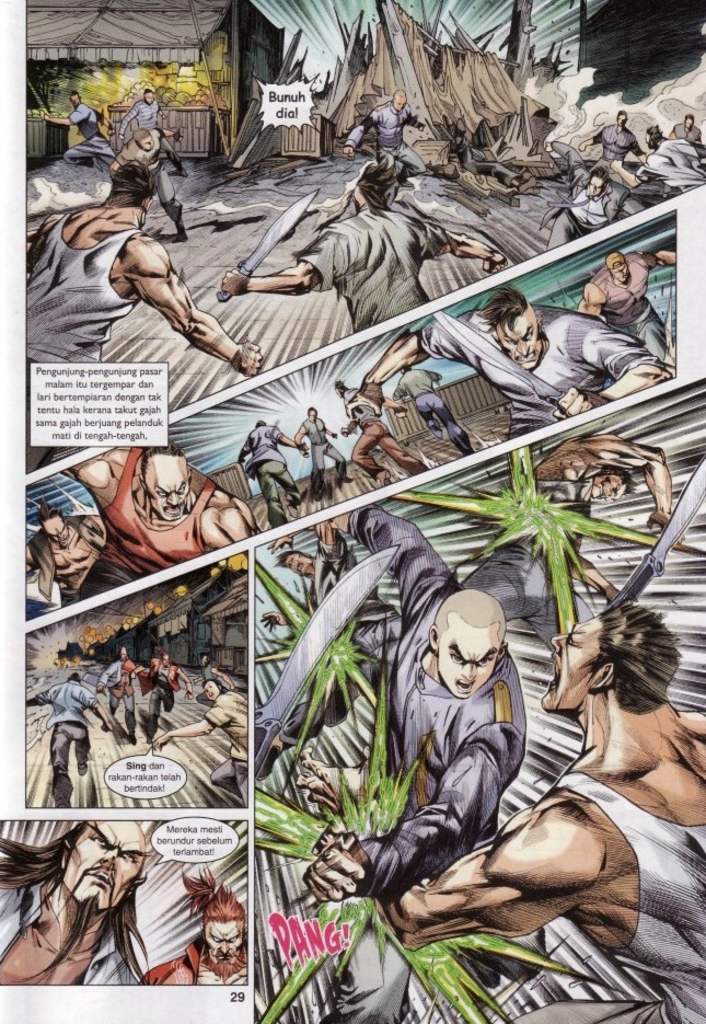 Bunuh
dia!
Pengunjung-pengunjung pasar
malam itu tergempar dan
lari bertempiaran dengan tak
tentu hala kerana takut gajah
sama gajah berjuang pelanduk
mati di tengah-tengah,
Sing dan
rakan-rakan telah
bertindak!
Mereka mesti
berundur sebelum
terlambat!
PANG!
29